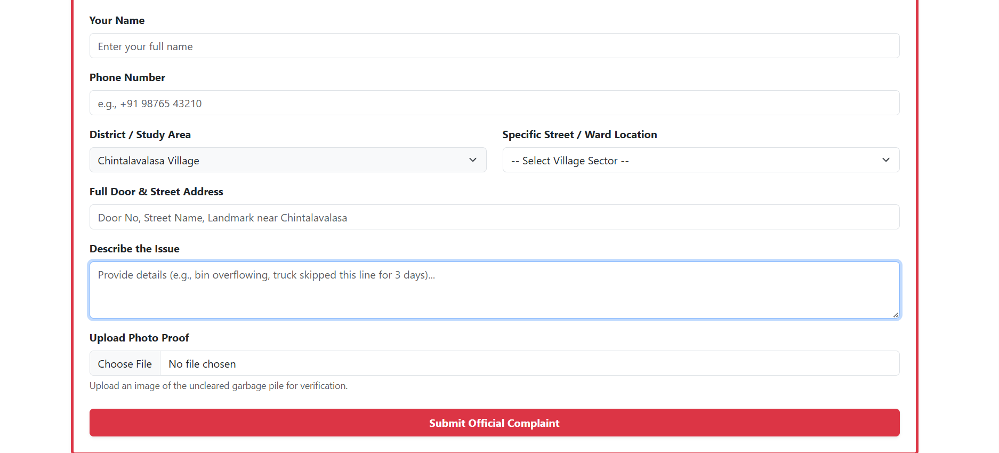 Your Name
Enter your full name
Phone Number
e.g., +91 98765 43210
District / Study Area
Chintalavalasa Village
Specific Street / Ward Location
-- Select Village Sector --
Full Door & Street Address
Door No, Street Name, Landmark near Chintalavalasa
Describe the Issue
Provide details (e.g., bin overflowing, truck skipped this line for 3 days)...
Upload Photo Proof
Choose File No file chosen
Upload an image of the uncleared garbage pile for verification.
Submit Official Complaint